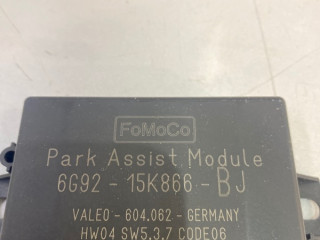 FoMoCo
Park Assist Module
6G92 - 15K866 - BJ
VALEO - 604.062 - GERMANY
HW04 SW5.3.7 CODE06